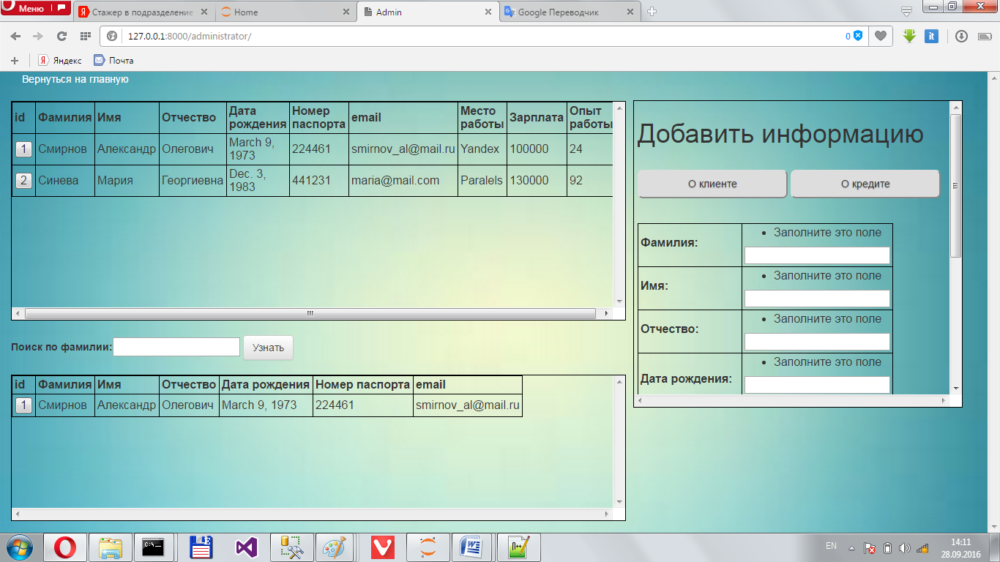 Меню
Стажер в подразделение
Home
Admin
Google Переводчик
127.0.0.1:8000/administrator/
0
it
Яндекс
Почта
Вернуться на главную
id Фамилия Имя Отчество Дата рождения Номер паспорта email Место работы Зарплата Опыт работы
1 Смирнов Александр Олегович March 9, 1973 224461 smirnov_al@mail.ru Yandex 100000 24
2 Синева Мария Георгиевна Dec. 3, 1983 441231 maria@mail.com Paralels 130000 92
Поиск по фамилии: Узнать
id Фамилия Имя Отчество Дата рождения Номер паспорта email
1 Смирнов Александр Олегович March 9, 1973 224461 smirnov_al@mail.ru
Добавить информацию
О клиенте О кредите
Заполните это поле
Фамилия:
Заполните это поле
Имя:
Заполните это поле
Отчество:
Заполните это поле
Дата рождения:
EN
14:11
28.09.2016